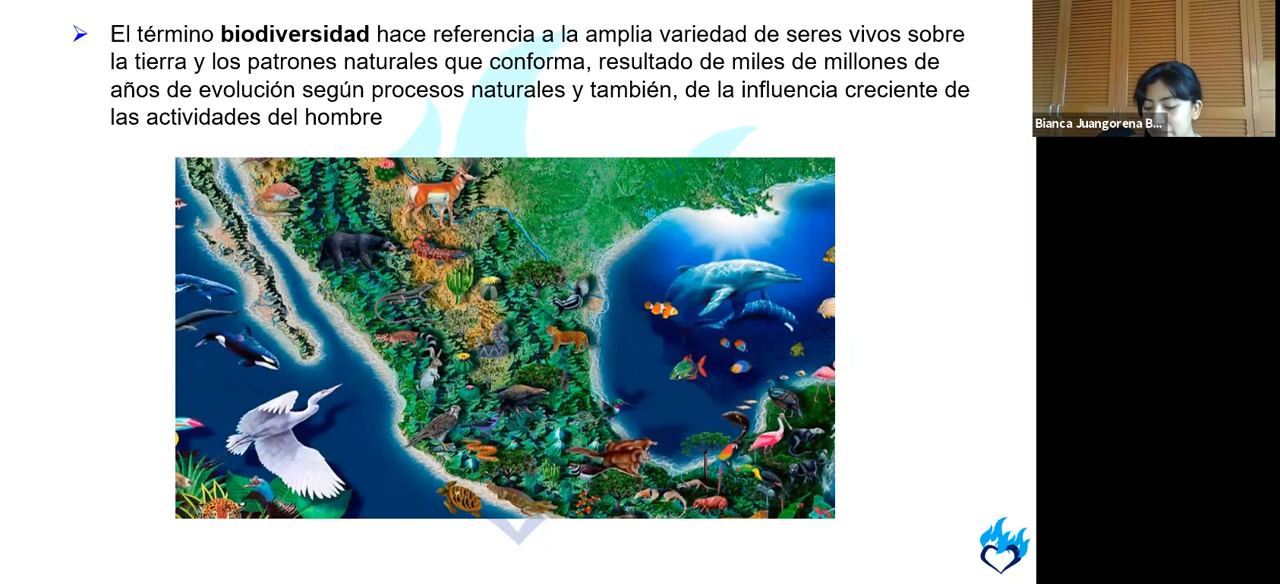 El término biodiversidad hace referencia a la amplia variedad de seres vivos sobre
la tierra y los patrones naturales que conforma, resultado de miles de millones de
años de evolución según procesos naturales y también, de la influencia creciente de
las actividades del hombre
Bianca Juangorena B...